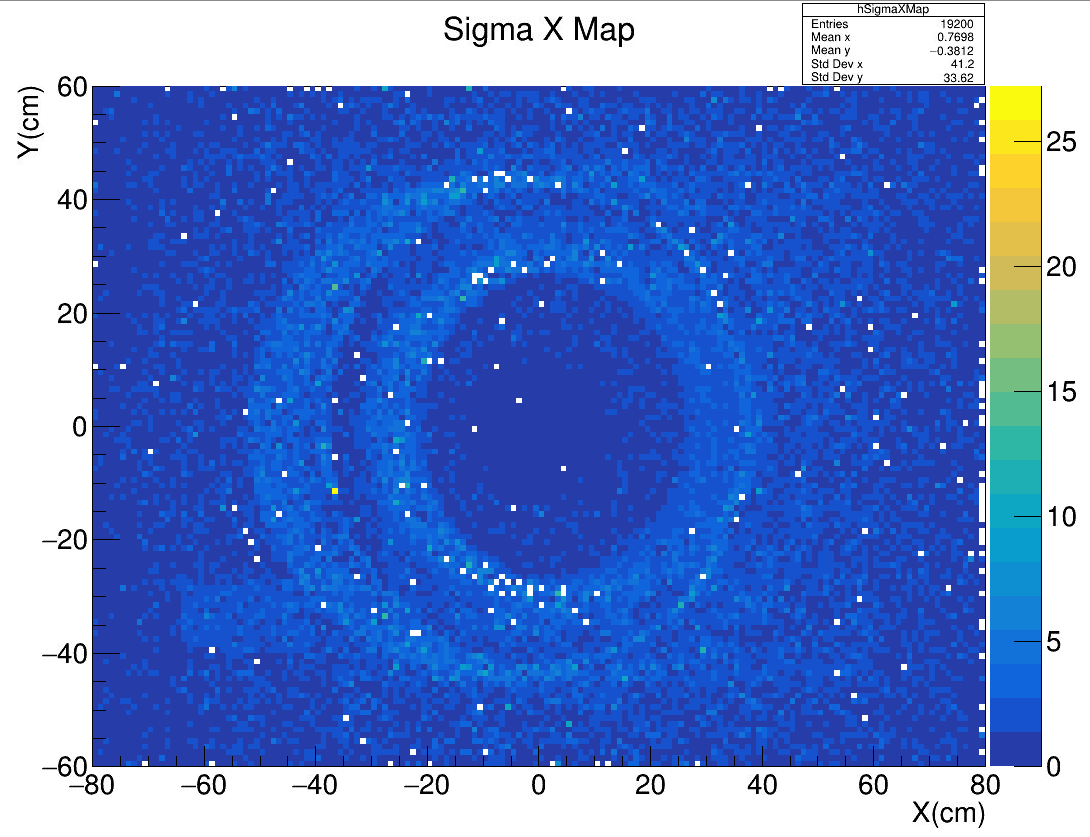 Sigma X Map
hSigmaXMap
Entries 19200
Mean x 0.7698
Mean y −0.3812
Std Dev x 41.2
Std Dev y 33.62
Y(cm)
60
40
20
0
−20
−40
−60
−80 −60 −40 −20 0 20 40 60 80
X(cm)
25
20
15
10
5
0